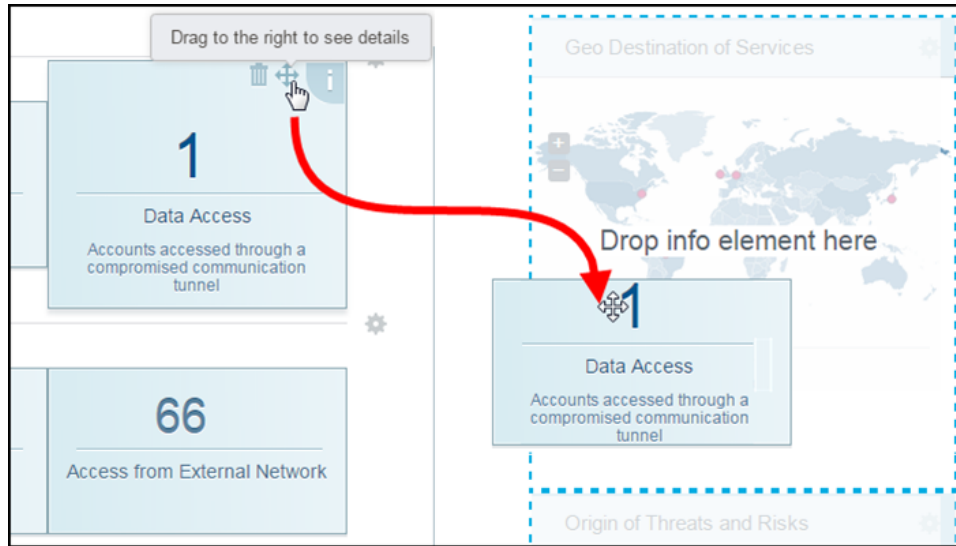 Drag to the right to see details
i
1
Data Access
Accounts accessed through a
compromised communication
tunnel
66
Access from External Network
Geo Destination of Services
+
−
Drop info element here
1
Data Access
Accounts accessed through a
compromised communication
tunnel
Origin of Threats and Risks